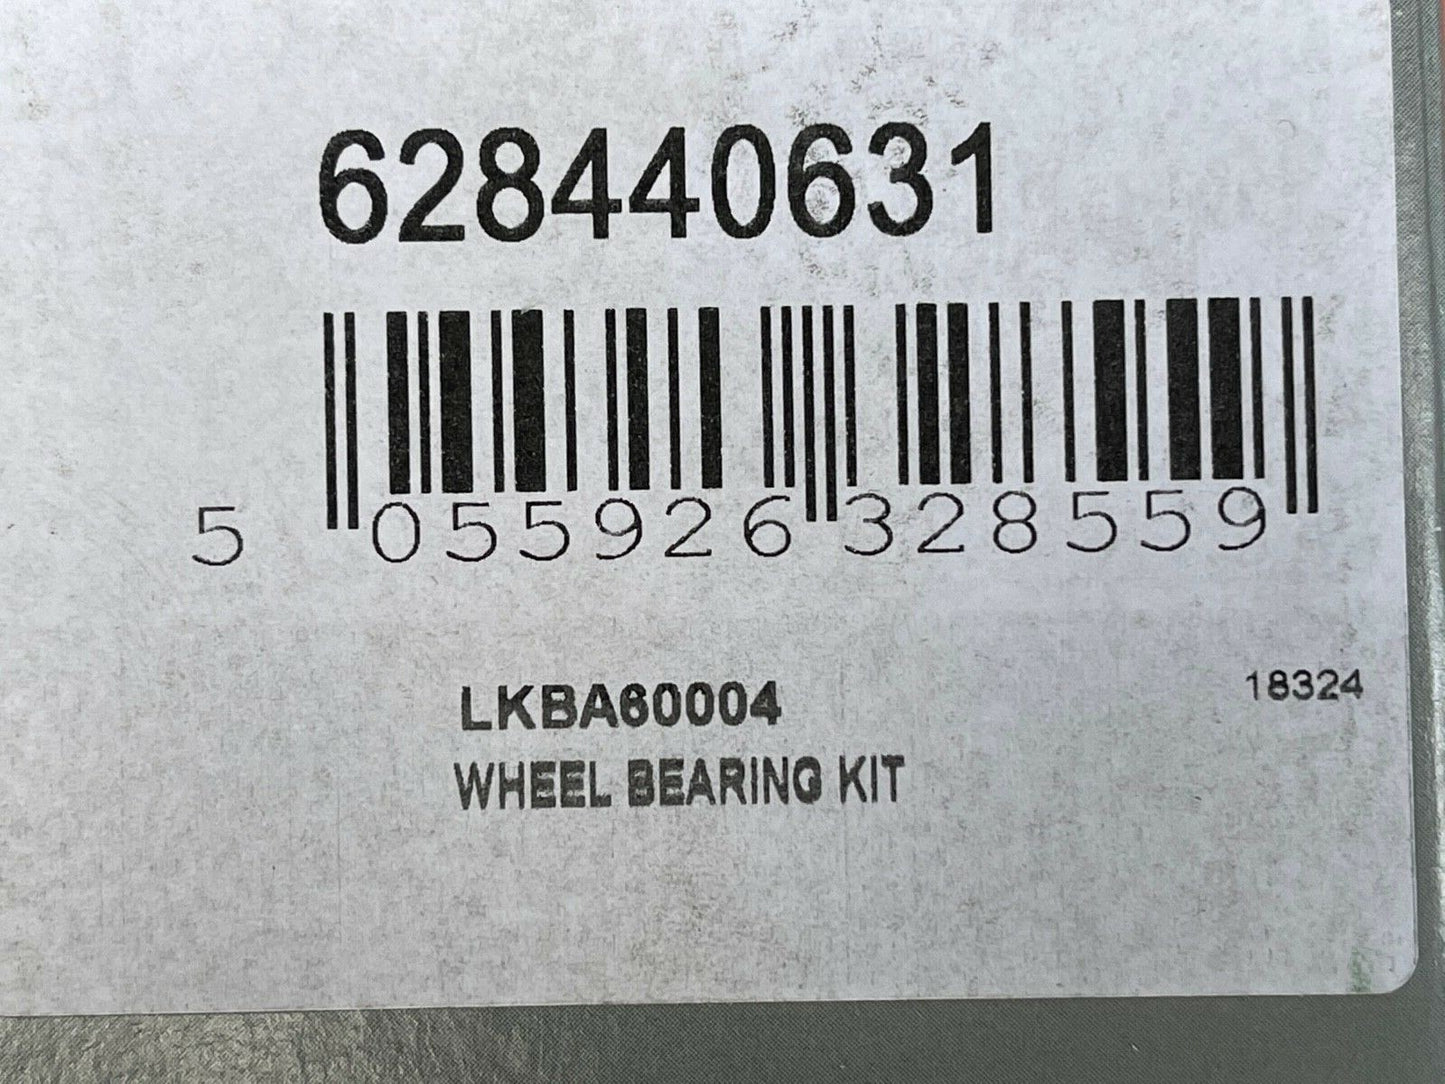 628440631
5 055926 328559
LKBA60004
18324
WHEEL BEARING KIT